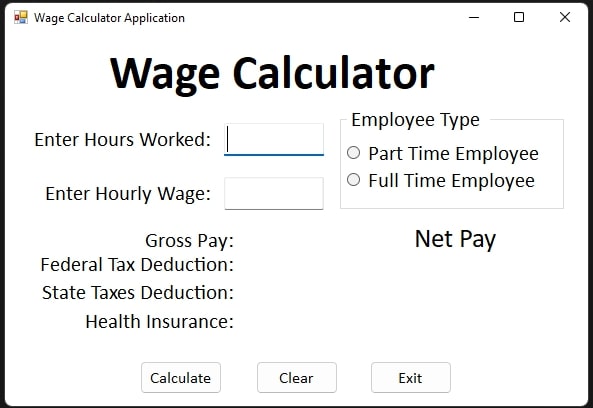 Wage Calculator Application
Wage Calculator
Employee Type
Enter Hours Worked:
Part Time Employee
Full Time Employee
Enter Hourly Wage:
Gross Pay:
Net Pay
Federal Tax Deduction:
State Taxes Deduction:
Health Insurance:
Calculate
Clear
Exit